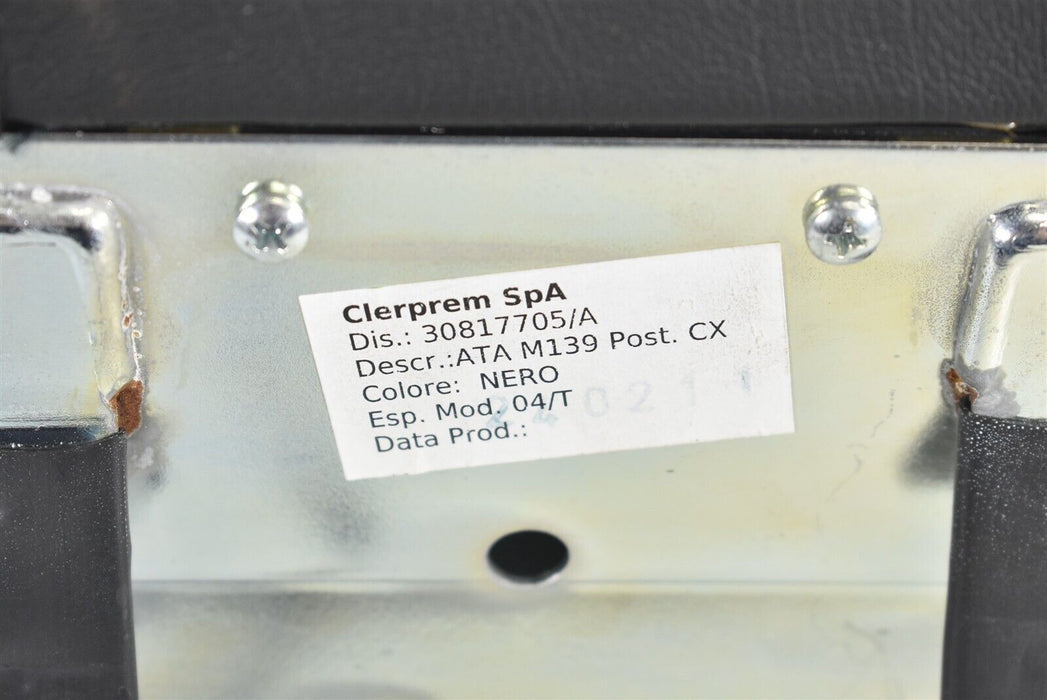 Clerprem SpA
Dis.: 30817705/A
Descr.:ATA M139 Post. CX
Colore: NERO
Esp. Mod. 04/T
Data Prod.: